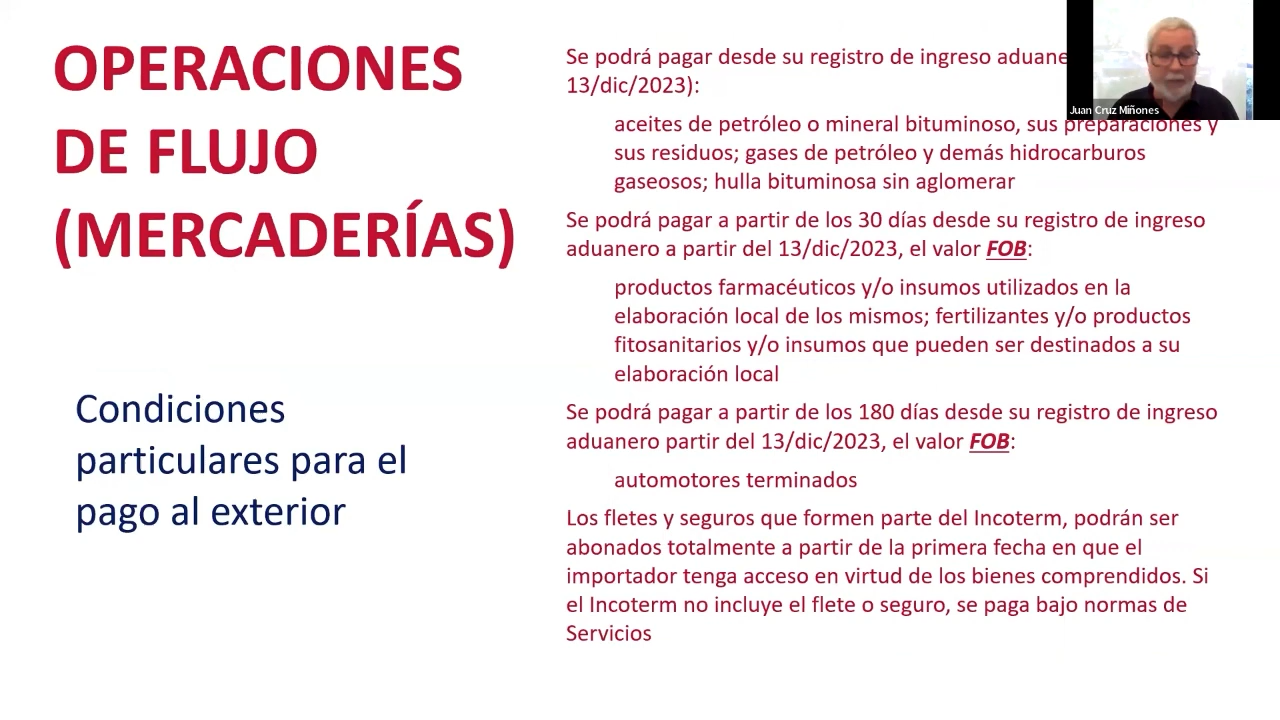 OPERACIONES
DE FLUJO
(MERCADERÍAS)
Condiciones
particulares para el
pago al exterior
Se podrá pagar desde su registro de ingreso
13/dic/2023):
aceites de petróleo o mineral bituminoso, sus preparaciones y
sus residuos; gases de petróleo y demás hidrocarburos
gaseosos; hulla bituminosa sin aglomerar
Se podrá pagar a partir de los 30 días desde su registro de ingreso
aduanero a partir del 13/dic/2023, el valor FOB:
productos farmacéuticos y/o insumos utilizados en la
elaboración local de los mismos; fertilizantes y/o productos
fitosanitarios y/o insumos que pueden ser destinados a su
elaboración local
Se podrá pagar a partir de los 180 días desde su registro de ingreso
aduanero partir del 13/dic/2023, el valor FOB:
automotores terminados
Los fletes y seguros que formen parte del Incoterm, podrán ser
abonados totalmente a partir de la primera fecha en que el
importador tenga acceso en virtud de los bienes comprendidos. Si
el Incoterm no incluye el flete o seguro, se paga bajo normas de
Servicios
Juan Cruz Miñones